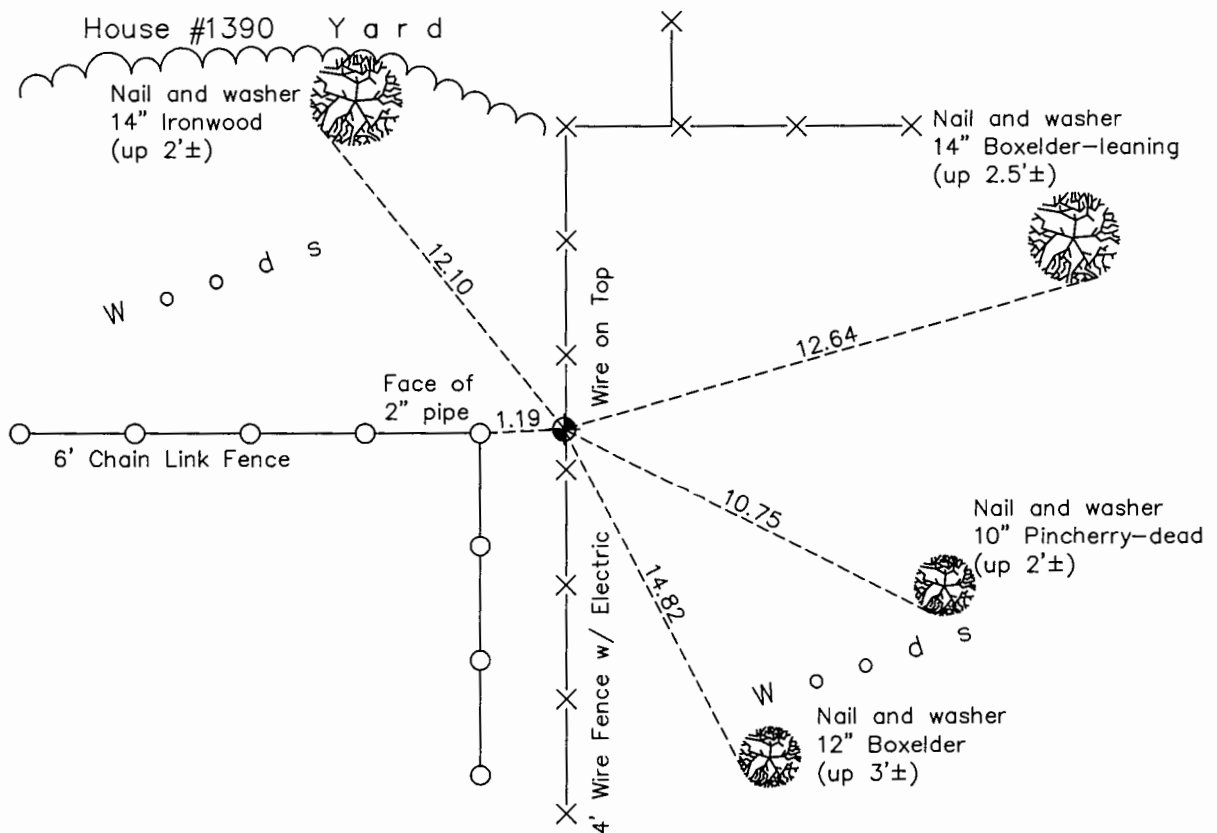 House #1390 Yard
Nail and washer
14" Ironwood
(up 2'±)
Nail and washer
14" Boxelder-leaning
(up 2.5'±)
Woods
12.10
Wire on Top
12.64
Face of
2" pipe
1.19
6' Chain Link Fence
10.75
Nail and washer
10" Pincherry-dead
(up 2'±)
14.82
4' Wire Fence w/ Electric
Woods
Nail and washer
12" Boxelder
(up 3'±)